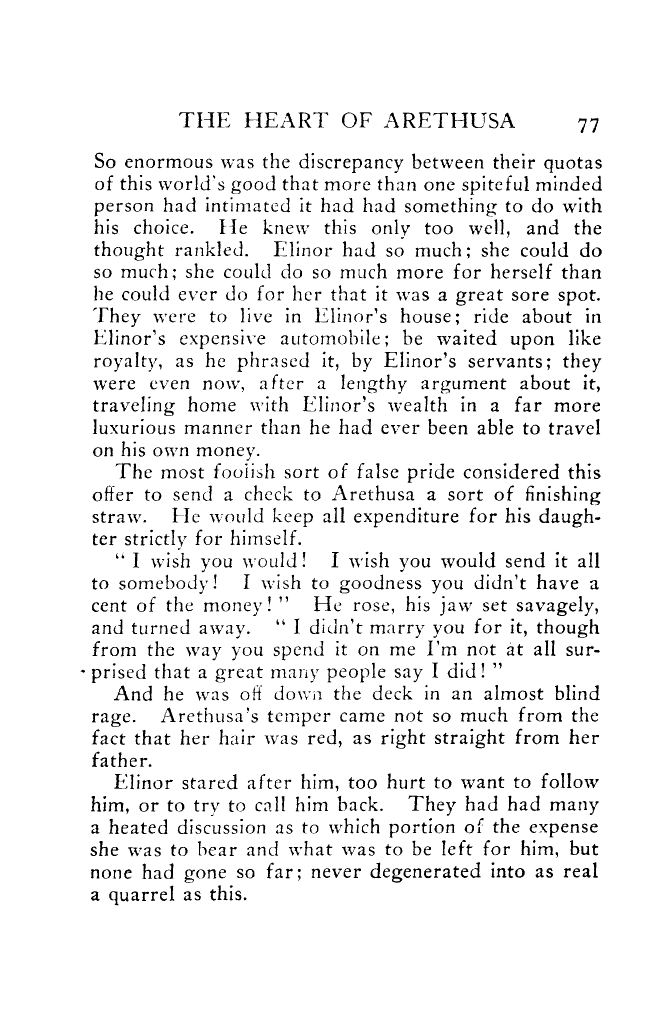 THE HEART OF ARETHUSA 77
So enormous was the discrepancy between their quotas
of this world's good that more than one spiteful minded
person had intimated it had had something to do with
his choice. He knew this only too well, and the
thought rankled. Elinor had so much; she could do
so much; she could do so much more for herself than
he could ever do for her that it was a great sore spot.
They were to live in Elinor's house; ride about in
Elinor's expensive automobile; be waited upon like
royalty, as he phrased it, by Elinor's servants; they
were even now, after a lengthy argument about it,
traveling home with Elinor's wealth in a far more
luxurious manner than he had ever been able to travel
on his own money.
The most foolish sort of false pride considered this
offer to send a check to Arethusa a sort of finishing
straw. He would keep all expenditure for his daugh-
ter strictly for himself.
" I wish you would! I wish you would send it all
to somebody! I wish to goodness you didn't have a
cent of the money! " He rose, his jaw set savagely,
and turned away. " I didn't marry you for it, though
from the way you spend it on me I'm not at all sur-
prised that a great many people say I did! "
And he was off down the deck in an almost blind
rage. Arethusa's temper came not so much from the
fact that her hair was red, as right straight from her
father.
Elinor stared after him, too hurt to want to follow
him, or to try to call him back. They had had many
a heated discussion as to which portion of the expense
she was to bear and what was to be left for him, but
none had gone so far; never degenerated into as real
a quarrel as this.